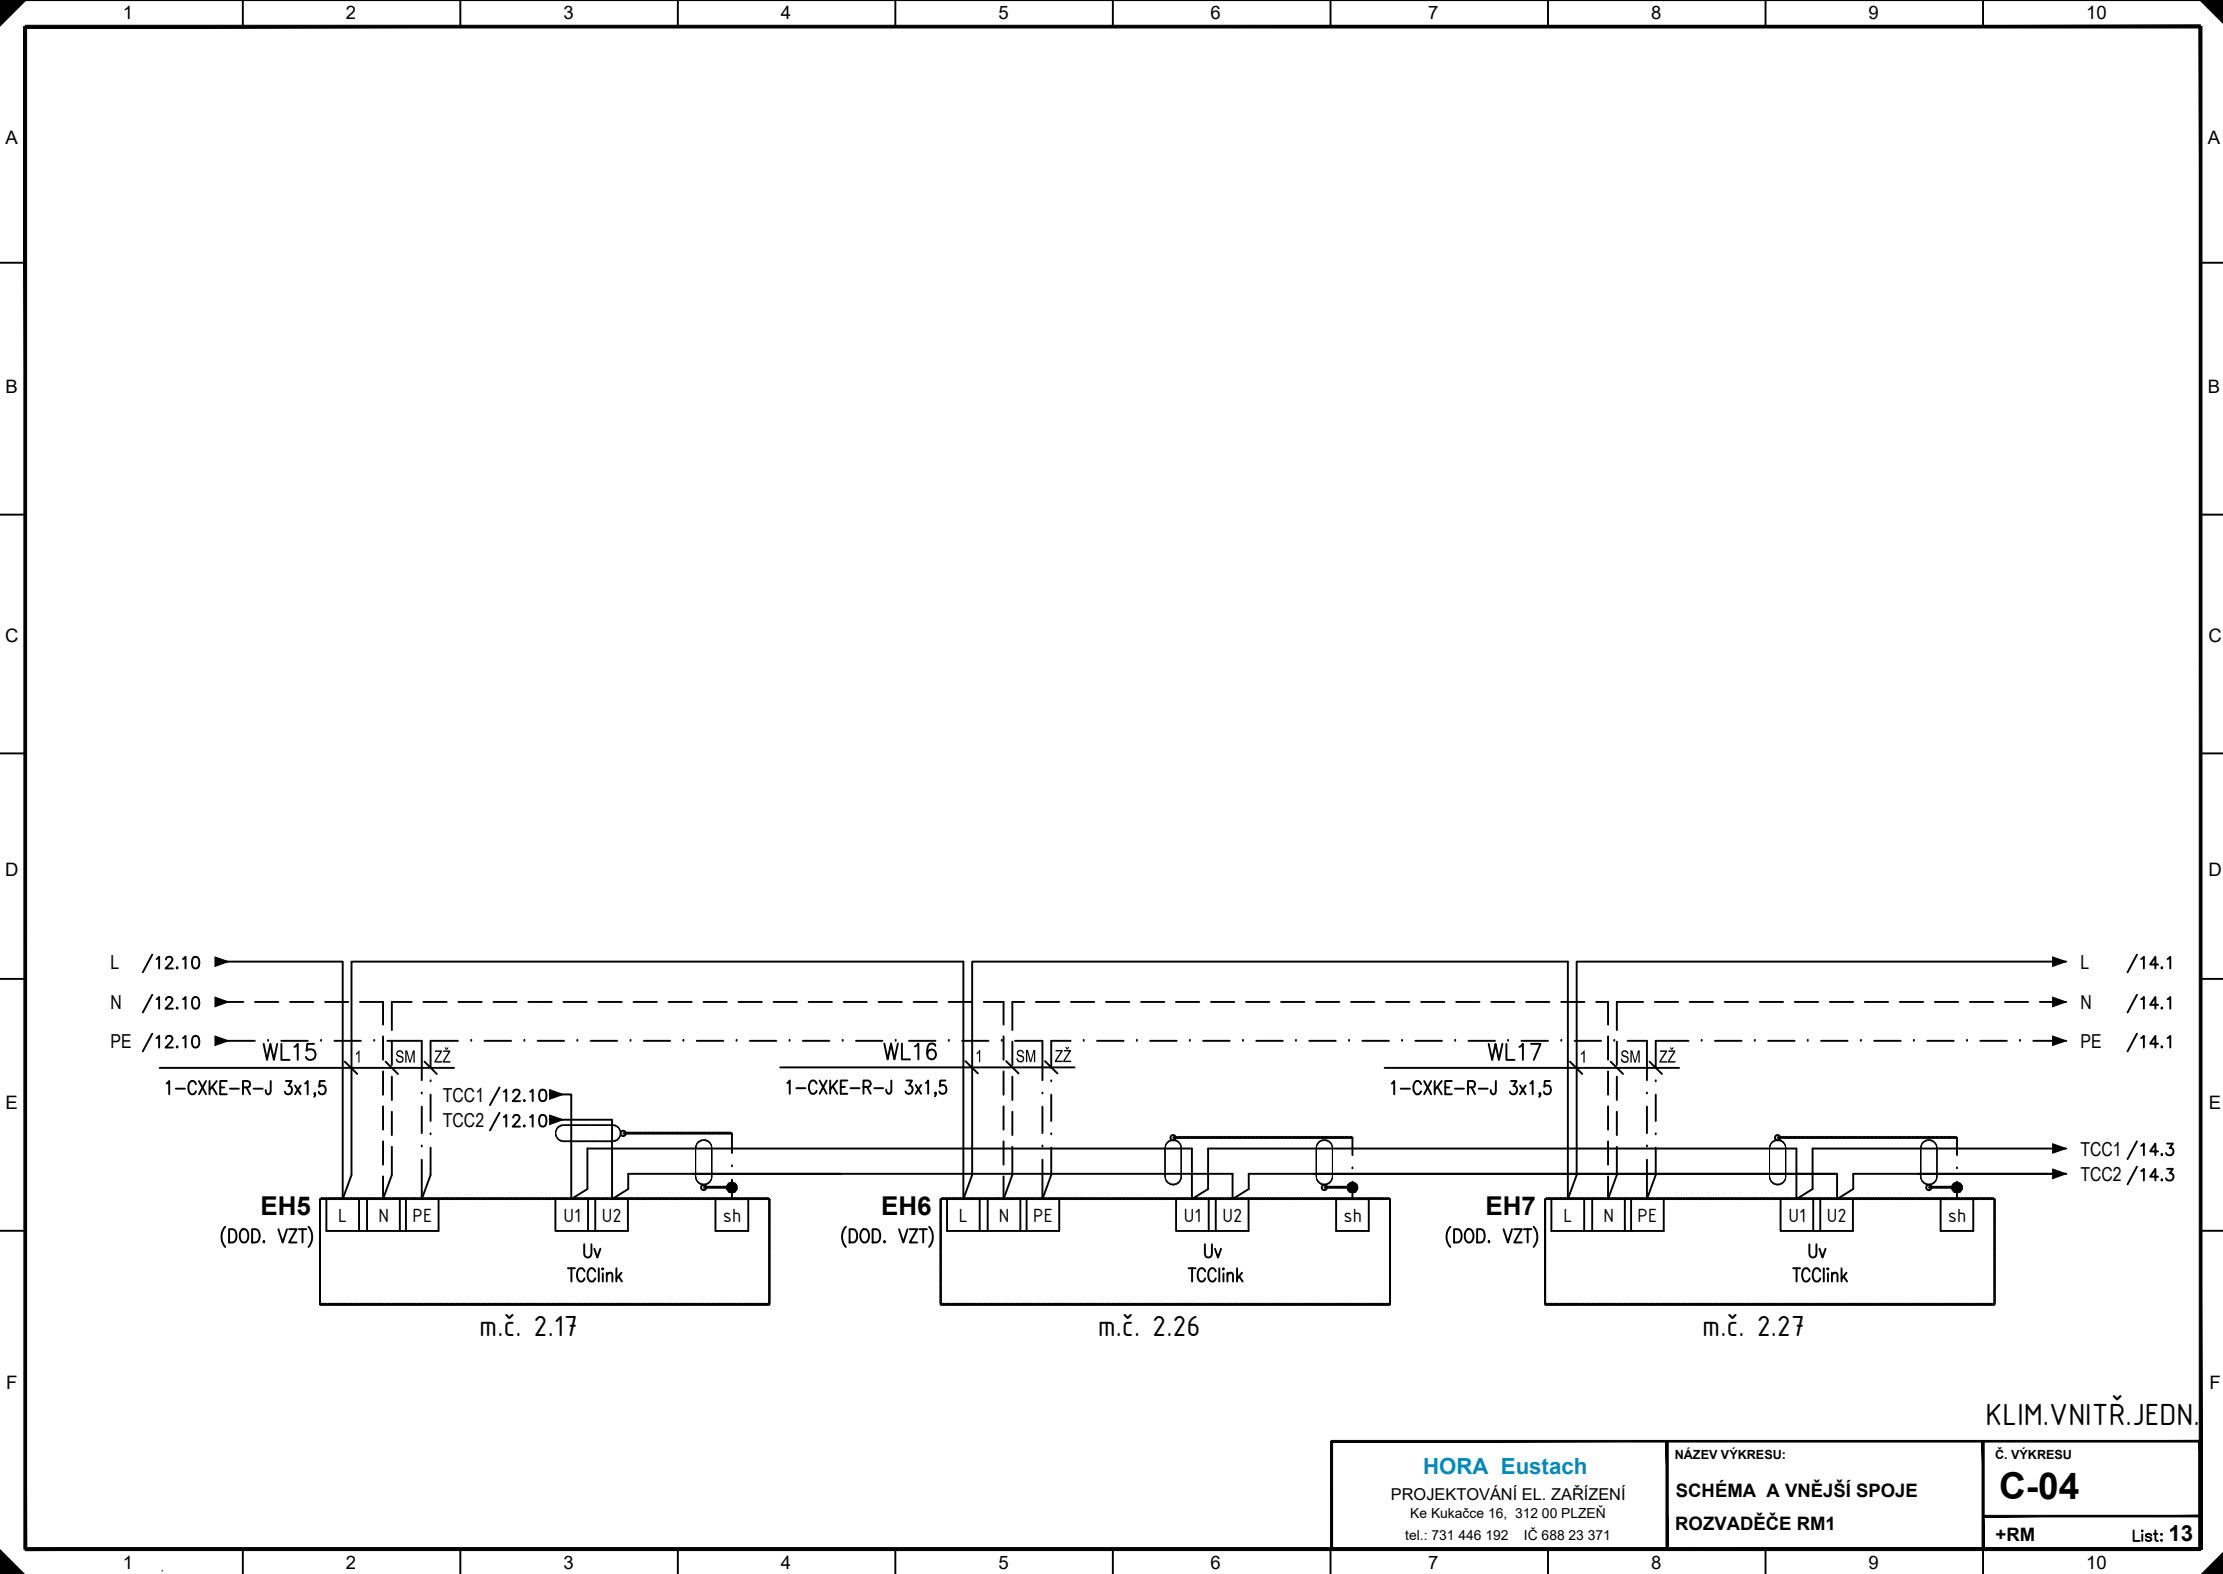 1 2 3 4 5 6 7 8 9 10
A A
B B
C C
D D
L /12.10 L /14.1
N /12.10 N /14.1
PE /12.10 PE /14.1
WL15 1 SM ZŽ WL16 1 SM ZŽ WL17 1 SM ZŽ
1-CXKE-R-J 3x1,5 1-CXKE-R-J 3x1,5 1-CXKE-R-J 3x1,5
E E
TCC1 /12.10
TCC2 /12.10
TCC1 /14.3
TCC2 /14.3
EH5 L N PE U1 U2 sh EH6 L N PE U1 U2 sh EH7 L N PE U1 U2 sh
(DOD. VZT) (DOD. VZT) (DOD. VZT)
Uv Uv Uv
TCClink TCClink TCClink
m.č. 2.17 m.č. 2.26 m.č. 2.27
F F
KLIM.VNITŘ.JEDN.
HORA Eustach
PROJEKTOVÁNÍ EL. ZAŘÍZENÍ
Ke Kukačce 16, 312 00 PLZEŇ
tel.: 731 446 192 IČ 688 23 371
NÁZEV VÝKRESU:
SCHÉMA A VNĚJŠÍ SPOJE
ROZVADĚČE RM1
Č. VÝKRESU
C-04
+RM List: 13
1 2 3 4 5 6 7 8 9 10